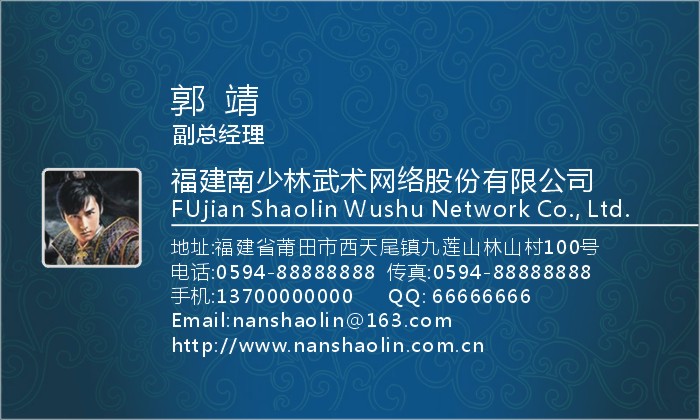 郭 靖
副总经理
福建南少林武术网络股份有限公司
FUjian Shaolin Wushu Network Co., Ltd.
地址:福建省莆田市西天尾镇九莲山林山村100号
电话:0594-88888888 传真:0594-88888888
手机:13700000000 QQ: 66666666
Email:nanshaolin@163.com
http://www.nanshaolin.com.cn